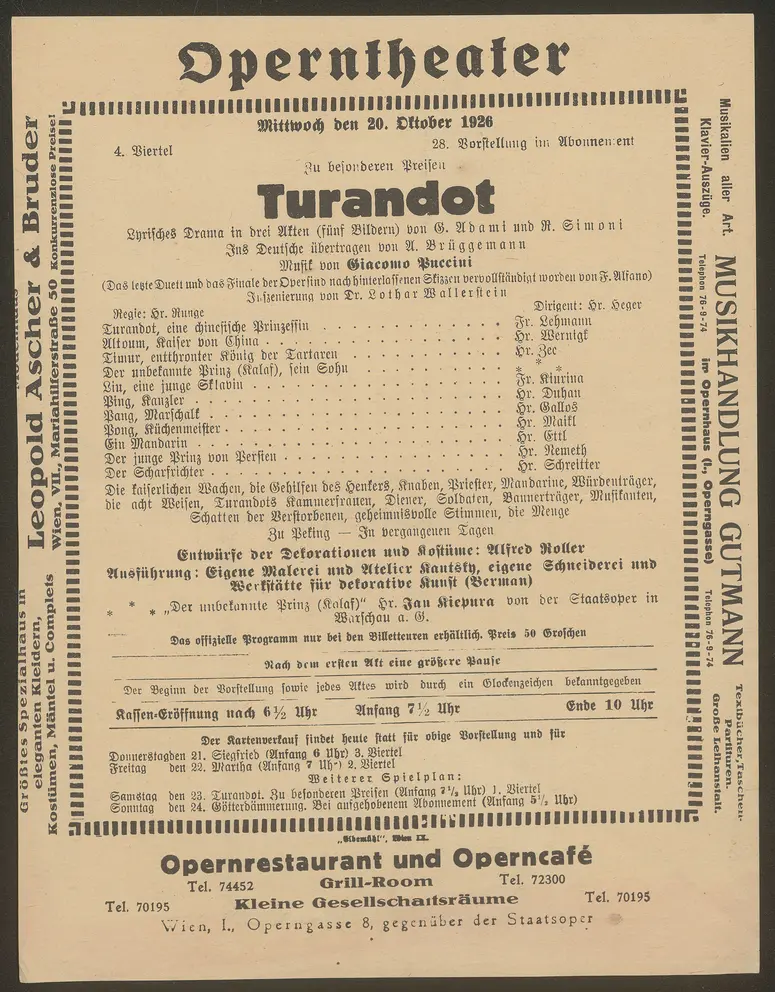 Operntheater
Mittwoch den 20. Oktober 1926
4. Viertel
28. Vorstellung im Abonnement
Zu besonderen Preisen
Turandot
Lyrisches Drama in drei Akten (fünf Bildern) von G. Adami und R. Simoni
Ins Deutsche übertragen von A. Brüggemann
Musik von Giacomo Puccini
(Das letzte Duett und das Finale der Oper sind nach hinterlassenen Skizzen vervollständigt worden von F. Alfano)
Inszenierung von Dr. Lothar Wallerstein
Regie: Hr. Runge
Dirigent: Hr. Heger
Turandot, eine chinesische Prinzessin . . . . . . . . . . . . Fr. Lehmann
Altoum, Kaiser von China . . . . . . . . . . . . Hr. Wernigk
Timur, entthronter König der Tartaren . . . . . . . . . . . . Hr. Zec
Der unbekannte Prinz (Kalaf), sein Sohn . . . . . . . . . . . . * * *
Liu, eine junge Sklavin . . . . . . . . . . . . Fr. Kiurina
Ping, Kanzler . . . . . . . . . . . . Hr. Duhan
Pang, Marschalk . . . . . . . . . . . . Hr. Gallos
Pong, Küchenmeister . . . . . . . . . . . . Hr. Maikl
Ein Mandarin . . . . . . . . . . . . Hr. Ettl
Der junge Prinz von Persien . . . . . . . . . . . . Hr. Nemeth
Der Scharfrichter . . . . . . . . . . . . Hr. Schreitter
Die kaiserlichen Wachen, die Gehilfen des Henkers, Knaben, Priester, Mandarine, Würdenträger,
die acht Weisen, Turandots Kammerfrauen, Diener, Soldaten, Bannerträger, Musikanten,
Schatten der Verstorbenen, geheimnisvolle Stimmen, die Menge
Zu Peking — In vergangenen Tagen
Entwürfe der Dekorationen und Kostüme: Alfred Roller
Ausführung: Eigene Malerei und Atelier Kautsky, eigene Schneiderei und
Werkstätte für dekorative Kunst (Berman)
* * * „Der unbekannte Prinz (Kalaf)" Hr. Jan Kiepura von der Staatsoper in
Warschau a. G.
Das offizielle Programm nur bei den Billetteuren erhältlich. Preis 50 Groschen
Nach dem ersten Akt eine größere Pause
Der Beginn der Vorstellung sowie jedes Aktes wird durch ein Glockenzeichen bekanntgegeben
Kassen-Eröffnung nach 6½ Uhr Anfang 7½ Uhr Ende 10 Uhr
Der Kartenverkauf findet heute statt für obige Vorstellung und für
Donnerstag den 21. Siegfried (Anfang 6 Uhr) 3. Viertel
Freitag den 22. Martha (Anfang 7 Uhr) 2. Viertel
Weiterer Spielplan:
Samstag den 23. Turandot. Zu besonderen Preisen (Anfang 7½ Uhr) 1. Viertel
Sonntag den 24. Götterdämmerung. Bei aufgehobenem Abonnement (Anfang 5½ Uhr)
„Elbemühl", Wien IX.
Opernrestaurant und Operncafé
Tel. 74452 Grill-Room Tel. 72300
Tel. 70195 Kleine Gesellschaftsräume Tel. 70195
Wien, I., Operngasse 8, gegenüber der Staatsoper
Größtes Spezialhaus in
eleganten Kleidern,
Kostümen, Mäntel u. Complets
Leopold Ascher & Bruder
Wien, VII., Mariahilferstraße 50 Konkurrenzlose Preise!
Musikalien aller Art.
Klavier-Auszüge.
MUSIKHANDLUNG GUTMANN
Telephon 76-9-74 im Opernhaus (I., Operngasse) Telephon 76-9-74
Textbücher, Taschen-
Partituren.
Große Leihanstalt.